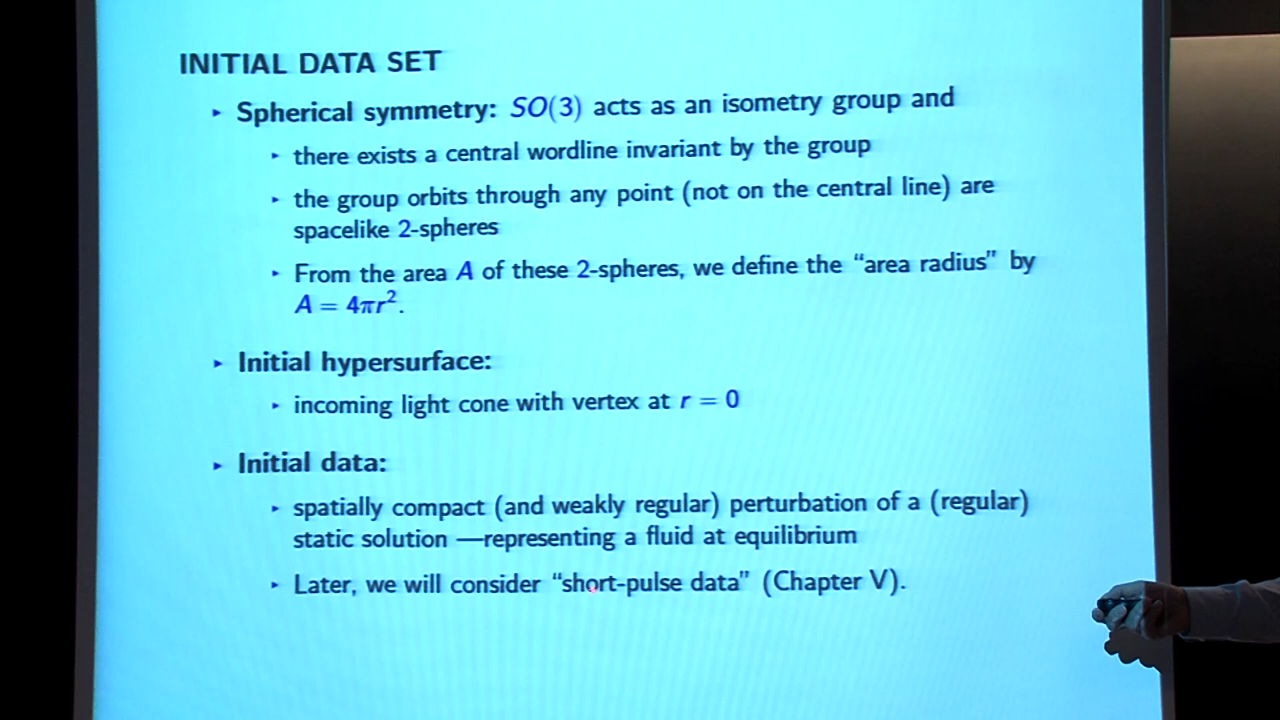 INITIAL DATA SET
▸ Spherical symmetry: SO(3) acts as an isometry group and
▸ there exists a central wordline invariant by the group
▸ the group orbits through any point (not on the central line) are
spacelike 2-spheres
▸ From the area A of these 2-spheres, we define the “area radius” by
A = 4πr².
▸ Initial hypersurface:
▸ incoming light cone with vertex at r = 0
▸ Initial data:
▸ spatially compact (and weakly regular) perturbation of a (regular)
static solution —representing a fluid at equilibrium
▸ Later, we will consider “short-pulse data” (Chapter V).